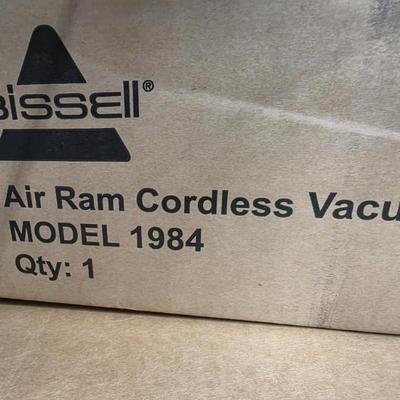 BISSELL®
Air Ram Cordless Vacu
MODEL 1984
Qty: 1